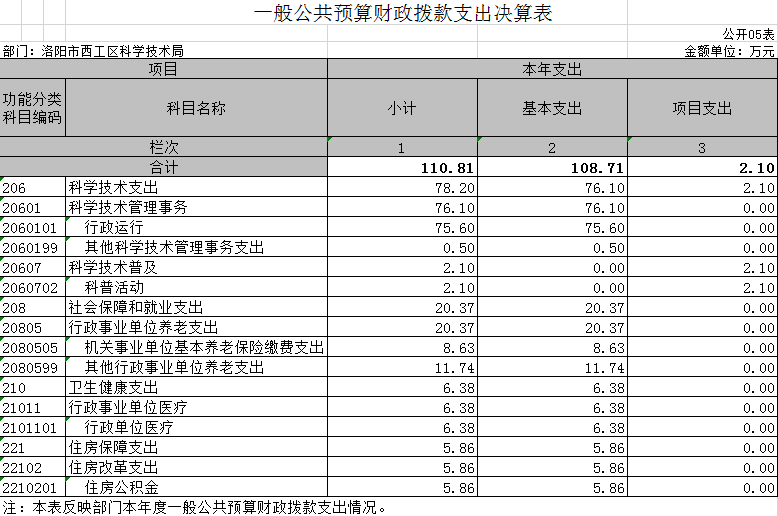 一般公共预算财政拨款支出决算表
公开05表
部门：洛阳市西工区科学技术局 金额单位：万元
项目 本年支出
功能分类科目编码 科目名称 小计 基本支出 项目支出
栏次 1 2 3
合计 110.81 108.71 2.10
206 科学技术支出 78.20 76.10 2.10
20601 科学技术管理事务 76.10 76.10 0.00
2060101 行政运行 75.60 75.60 0.00
2060199 其他科学技术管理事务支出 0.50 0.50 0.00
20607 科学技术普及 2.10 0.00 2.10
2060702 科普活动 2.10 0.00 2.10
208 社会保障和就业支出 20.37 20.37 0.00
20805 行政事业单位养老支出 20.37 20.37 0.00
2080505 机关事业单位基本养老保险缴费支出 8.63 8.63 0.00
2080599 其他行政事业单位养老支出 11.74 11.74 0.00
210 卫生健康支出 6.38 6.38 0.00
21011 行政事业单位医疗 6.38 6.38 0.00
2101101 行政单位医疗 6.38 6.38 0.00
221 住房保障支出 5.86 5.86 0.00
22102 住房改革支出 5.86 5.86 0.00
2210201 住房公积金 5.86 5.86 0.00
注：本表反映部门本年度一般公共预算财政拨款支出情况。